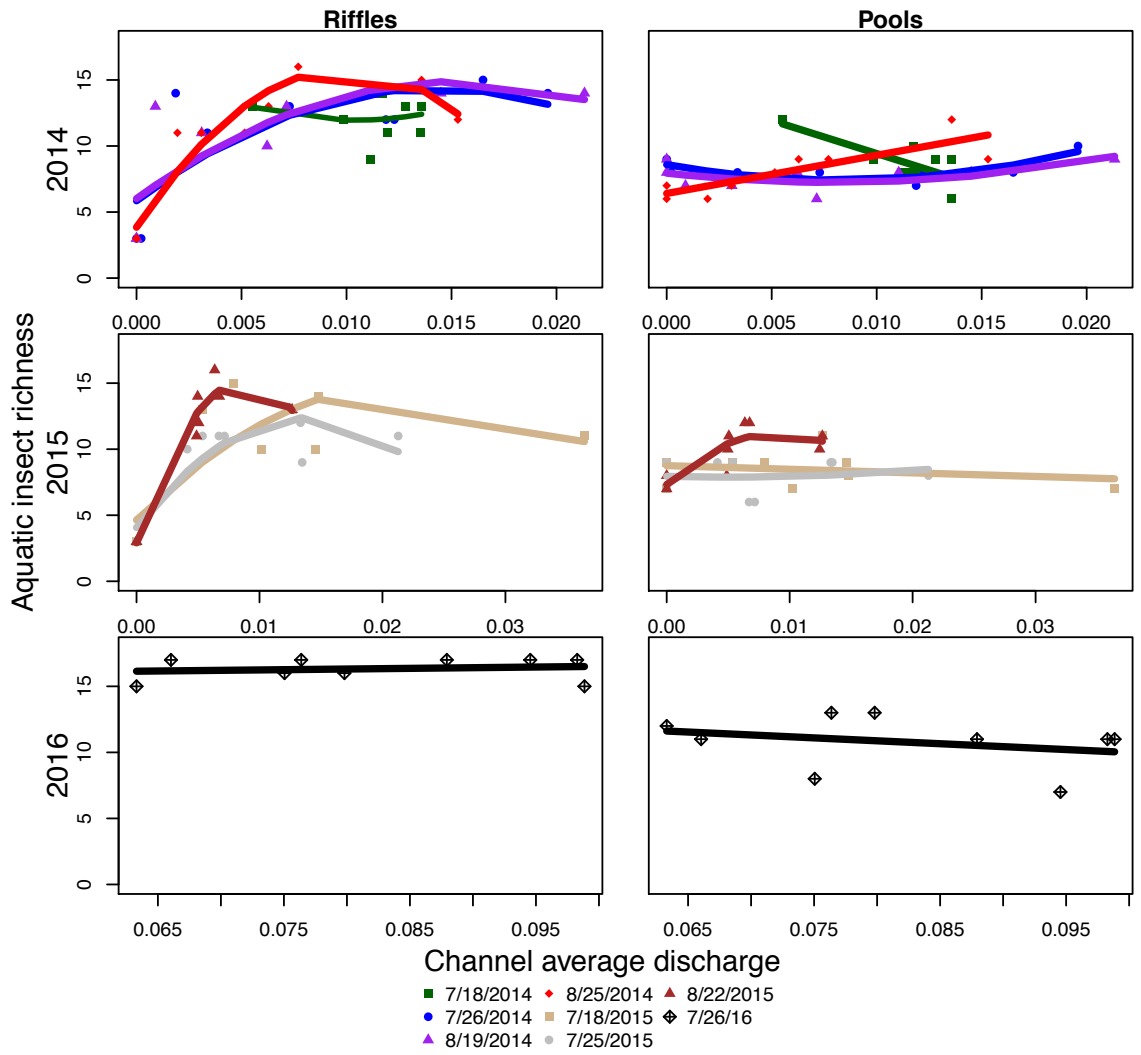 Riffles Pools
15
10
5
0
2014
0.000 0.005 0.010 0.015 0.020 0.000 0.005 0.010 0.015 0.020
15
10
5
0
2015
Aquatic insect richness
0.00 0.01 0.02 0.03 0.00 0.01 0.02 0.03
15
10
5
0
2016
0.065 0.075 0.085 0.095 0.065 0.075 0.085 0.095
Channel average discharge
7/18/2014 8/25/2014 8/22/2015
7/26/2014 7/18/2015 7/26/16
8/19/2014 7/25/2015